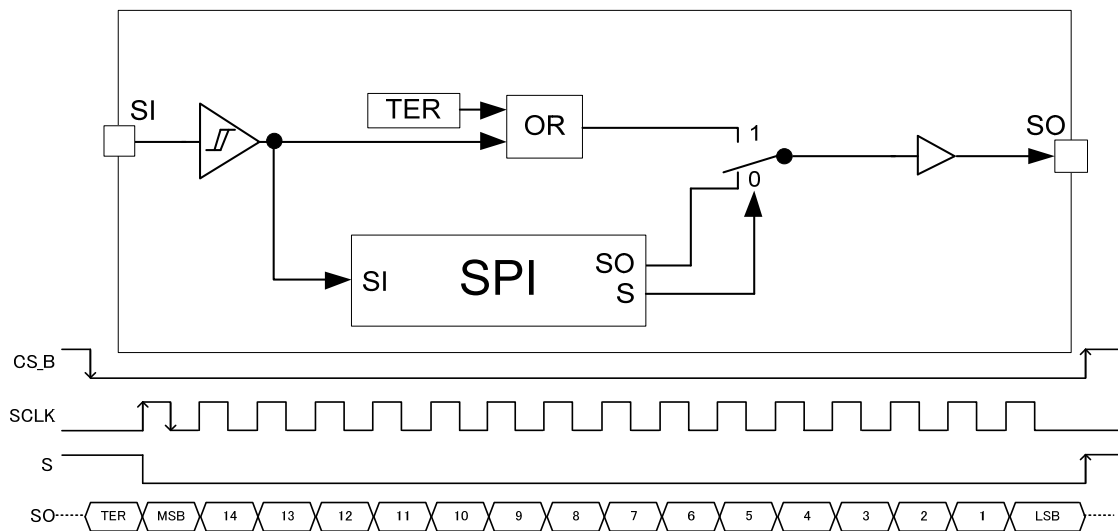 SI
TER
OR
1
SO
0
SI
SPI
SO
S
CS_B
SCLK
S
SO TER MSB 14 13 12 11 10 9 8 7 6 5 4 3 2 1 LSB